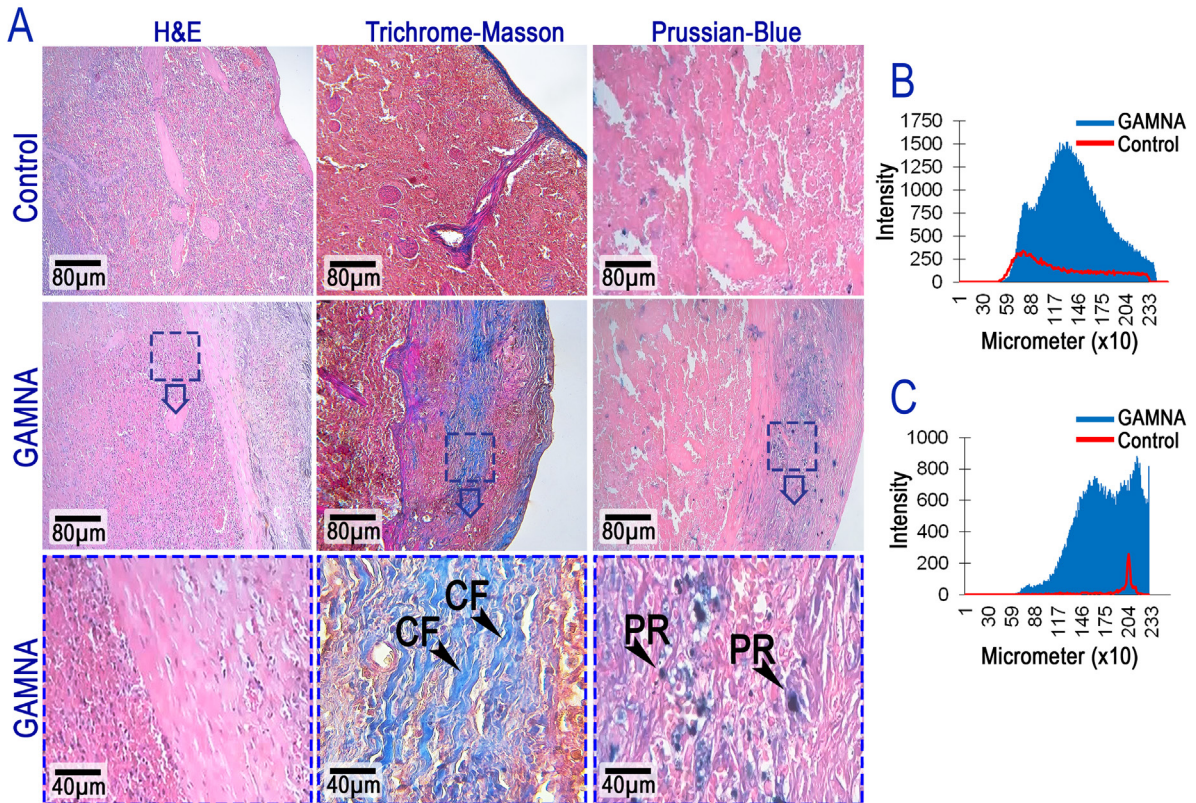 A
H&E
Trichrome-Masson
Prussian-Blue
Control
80µm
80µm
80µm
GAMNA
80µm
80µm
80µm
GAMNA
40µm
CF
CF
40µm
PR
PR
40µm
B
1750
1500
1250
1000
750
500
250
0
Intensity
GAMNA
Control
1
30
59
88
117
146
175
204
233
Micrometer (x10)
C
1000
800
600
400
200
0
Intensity
GAMNA
Control
1
30
59
88
117
146
175
204
233
Micrometer (x10)